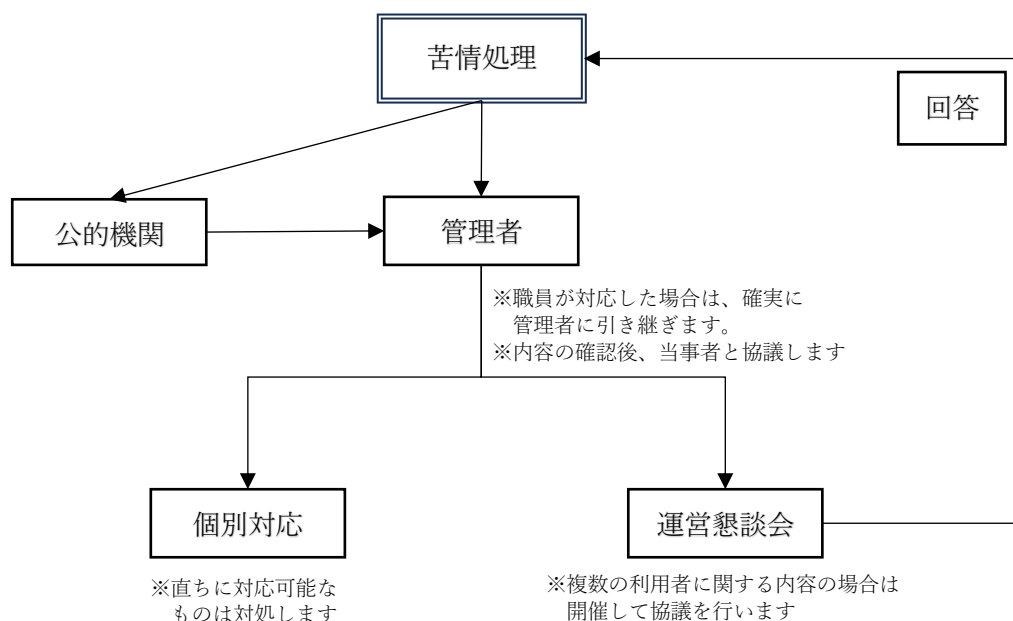 苦情処理
回答
公的機関
管理者
※職員が対応した場合は、確実に
管理者に引き継ぎます。
※内容の確認後、当事者と協議します
個別対応
運営懇談会
※直ちに対応可能な
ものは対処します
※複数の利用者に関する内容の場合は
開催して協議を行います